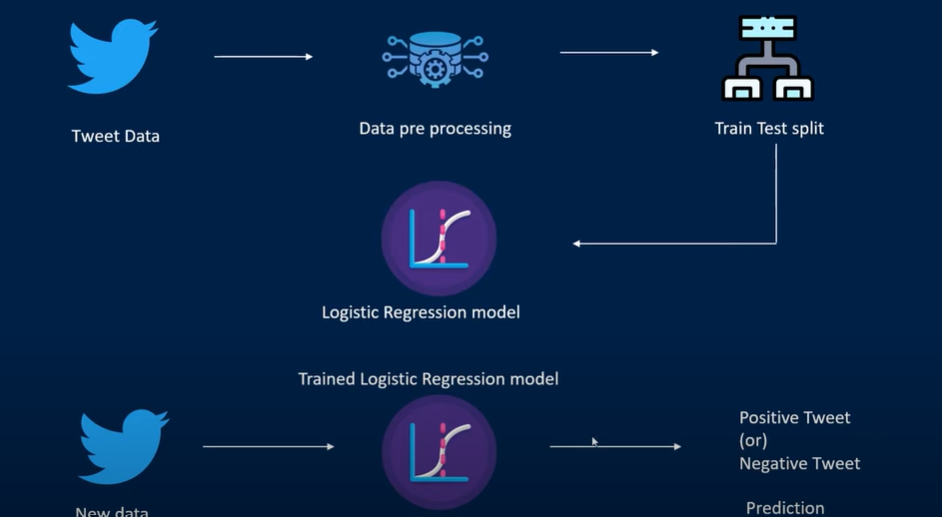 Tweet Data
Data pre processing
Train Test split
Logistic Regression model
Trained Logistic Regression model
Positive Tweet
(or)
Negative Tweet
New data
Prediction